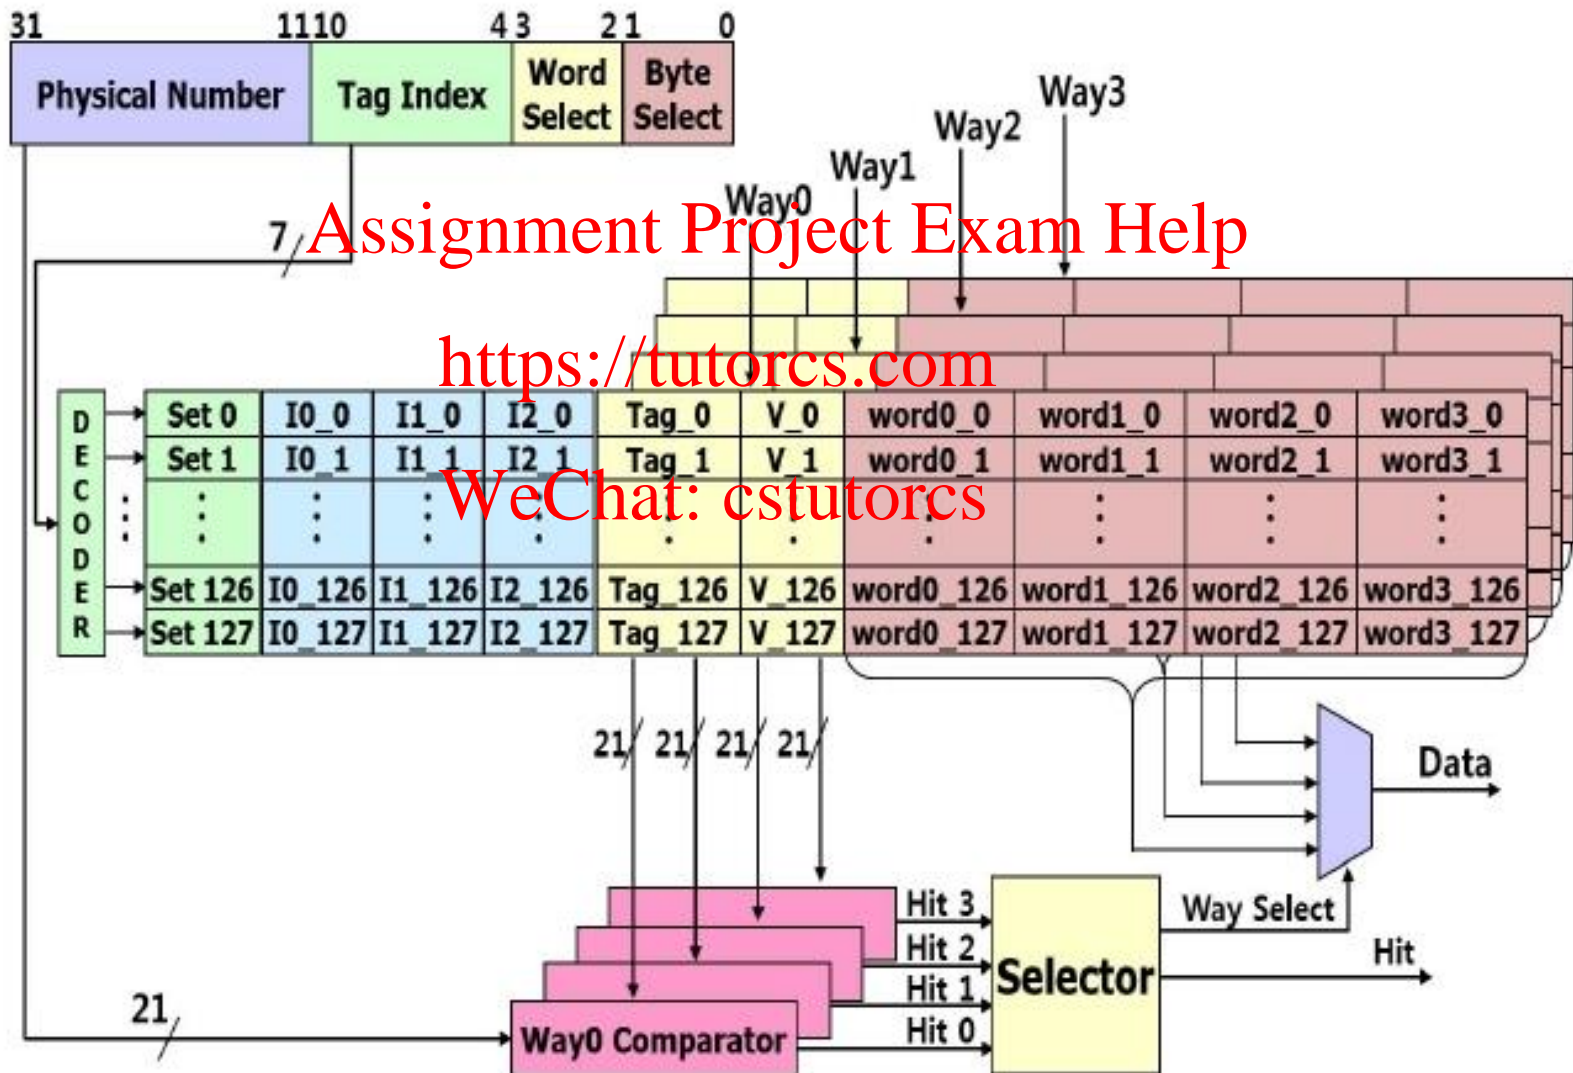 31 11 10 4 3 2 1 0
Physical Number Tag Index Word Select Byte Select
Way3
Way2
Way1
Way0
7
Assignment Project Exam Help
https://tutorcs.com
WeChat: cstutorcs
DECODER
Set 0 I0_0 I1_0 I2_0 Tag_0 V_0 word0_0 word1_0 word2_0 word3_0
Set 1 I0_1 I1_1 I2_1 Tag_1 V_1 word0_1 word1_1 word2_1 word3_1
Set 126 I0_126 I1_126 I2_126 Tag_126 V_126 word0_126 word1_126 word2_126 word3_126
Set 127 I0_127 I1_127 I2_127 Tag_127 V_127 word0_127 word1_127 word2_127 word3_127
21 21 21 21
Data
Hit 3
Hit 2
Hit 1
Hit 0
Way Select
Hit
Selector
21
Way0 Comparator